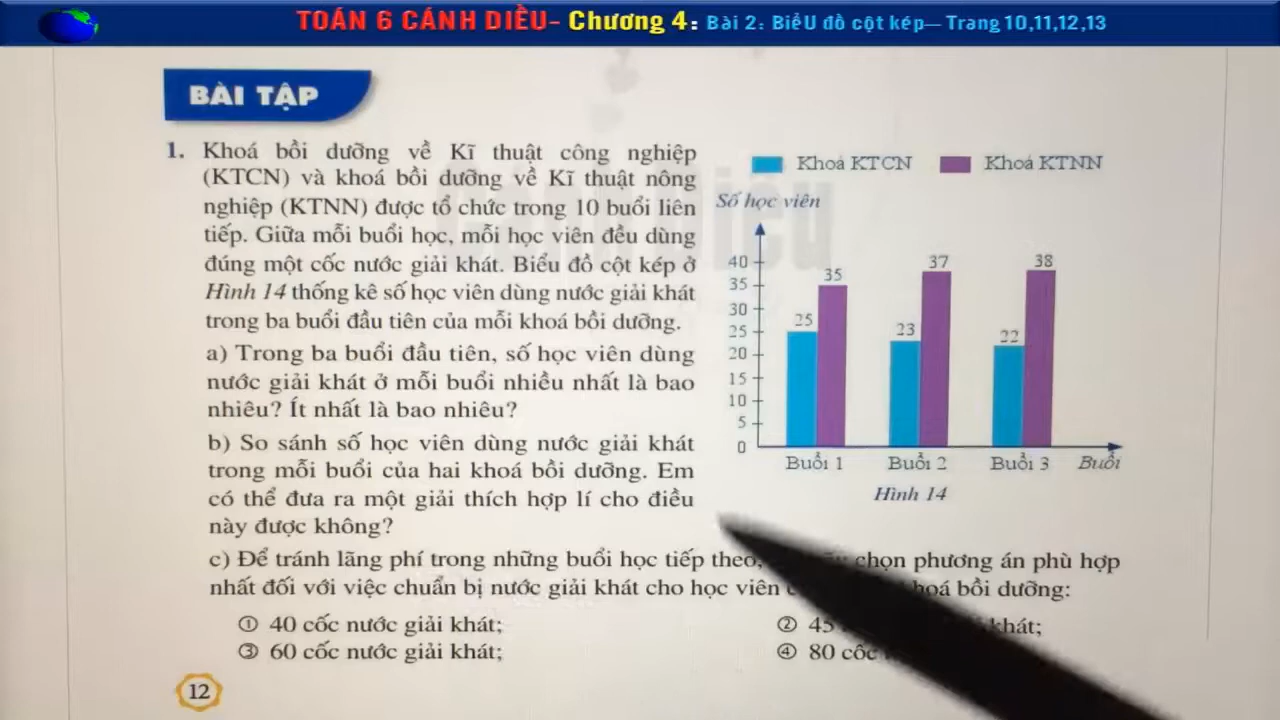 TOÁN 6 CÁNH DIỀU- Chương 4: Bài 2: BiểU đồ cột kép— Trang 10,11,12,13
BÀI TẬP
1. Khoá bồi dưỡng về Kĩ thuật công nghiệp
(KTCN) và khoá bồi dưỡng về Kĩ thuật nông
nghiệp (KTNN) được tổ chức trong 10 buổi liên
tiếp. Giữa mỗi buổi học, mỗi học viên đều dùng
đúng một cốc nước giải khát. Biểu đồ cột kép ở
Hình 14 thống kê số học viên dùng nước giải khát
trong ba buổi đầu tiên của mỗi khoá bồi dưỡng.
a) Trong ba buổi đầu tiên, số học viên dùng
nước giải khát ở mỗi buổi nhiều nhất là bao
nhiêu? Ít nhất là bao nhiêu?
b) So sánh số học viên dùng nước giải khát
trong mỗi buổi của hai khoá bồi dưỡng. Em
có thể đưa ra một giải thích hợp lí cho điều
này được không?
Khoá KTCN Khoá KTNN
Số học viên
40
35
30
25
20
15
10
5
0
25 35 23 37 22 38
Buổi 1 Buổi 2 Buổi 3 Buổi
Hình 14
c) Để tránh lãng phí trong những buổi học tiếp theo, chọn phương án phù hợp
nhất đối với việc chuẩn bị nước giải khát cho học viên khoá bồi dưỡng:
① 40 cốc nước giải khát; ② 45 khát;
③ 60 cốc nước giải khát; ④ 80 cốc
12
Cánh Diều